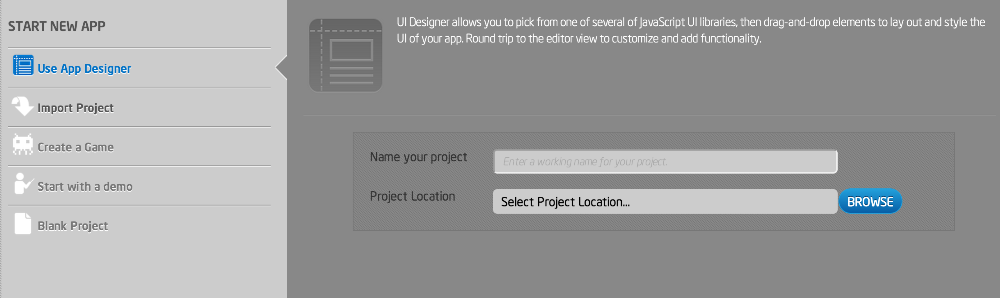 START NEW APP
Use App Designer
Import Project
Create a Game
Start with a demo
Blank Project
UI Designer allows you to pick from one of several of JavaScript UI libraries, then drag-and-drop elements to lay out and style the
UI of your app. Round trip to the editor view to customize and add functionality.
Name your project
Enter a working name for your project.
Project Location
Select Project Location...
BROWSE